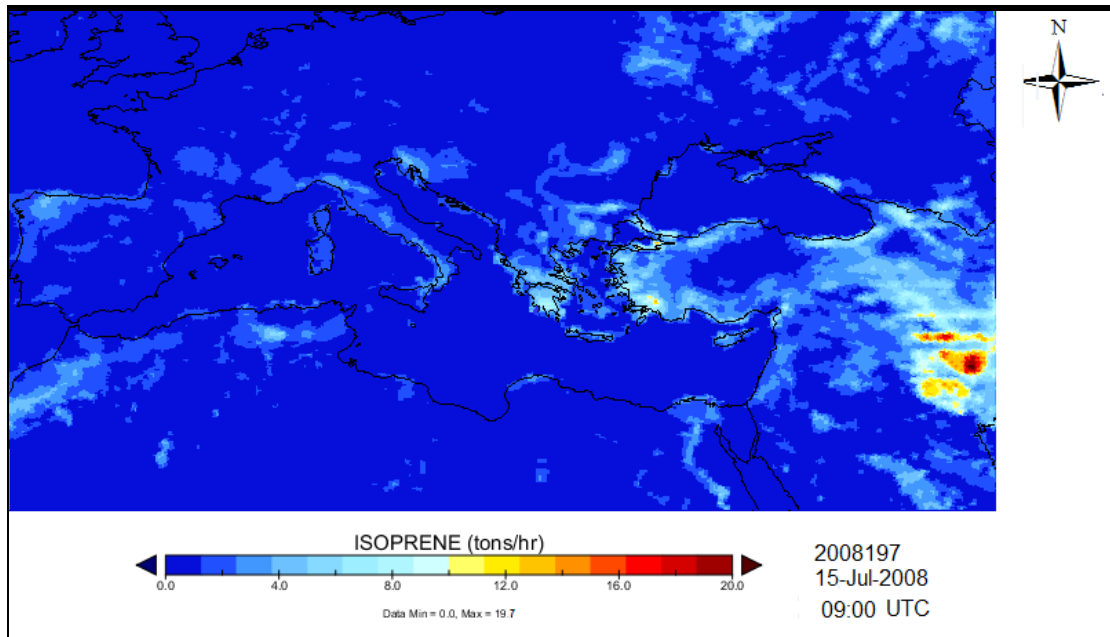 N
ISOPRENE (tons/hr)
0.0 4.0 8.0 12.0 16.0 20.0
Data Min = 0.0, Max = 19.7
2008197
15-Jul-2008
09:00 UTC